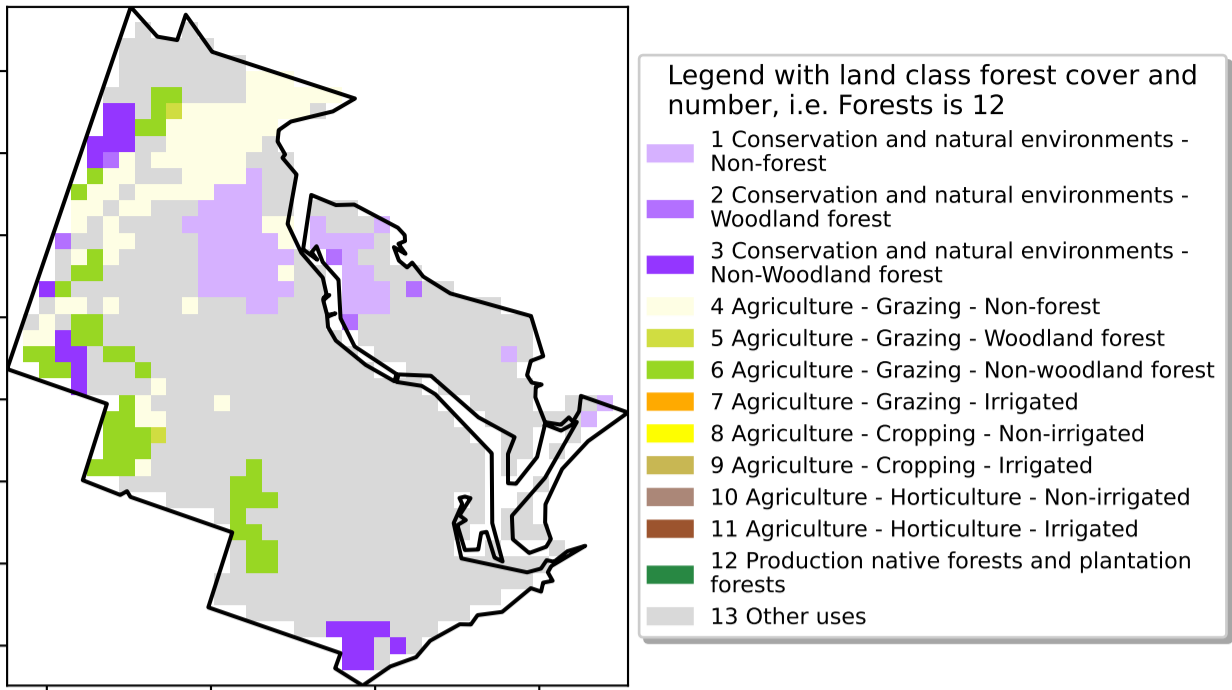 Legend with land class forest cover and
number, i.e. Forests is 12
1 Conservation and natural environments -
Non-forest
2 Conservation and natural environments -
Woodland forest
3 Conservation and natural environments -
Non-Woodland forest
4 Agriculture - Grazing - Non-forest
5 Agriculture - Grazing - Woodland forest
6 Agriculture - Grazing - Non-woodland forest
7 Agriculture - Grazing - Irrigated
8 Agriculture - Cropping - Non-irrigated
9 Agriculture - Cropping - Irrigated
10 Agriculture - Horticulture - Non-irrigated
11 Agriculture - Horticulture - Irrigated
12 Production native forests and plantation
forests
13 Other uses